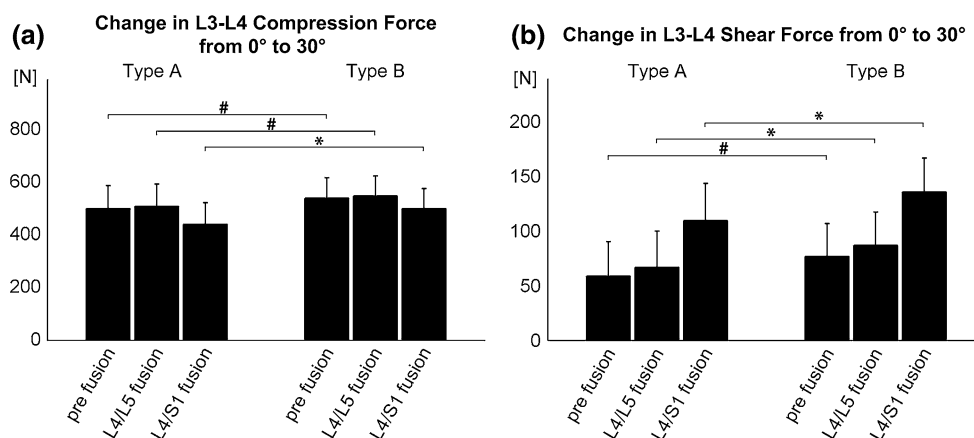 (a)
Change in L3-L4 Compression Force
from 0° to 30°
[N]
Type A
Type B
#
#
*
800
600
400
200
0
pre fusion
L4/L5 fusion
L4/S1 fusion
pre fusion
L4/L5 fusion
L4/S1 fusion
(b)
Change in L3-L4 Shear Force from 0° to 30°
[N]
Type A
Type B
*
*
#
200
150
100
50
0
pre fusion
L4/L5 fusion
L4/S1 fusion
pre fusion
L4/L5 fusion
L4/S1 fusion